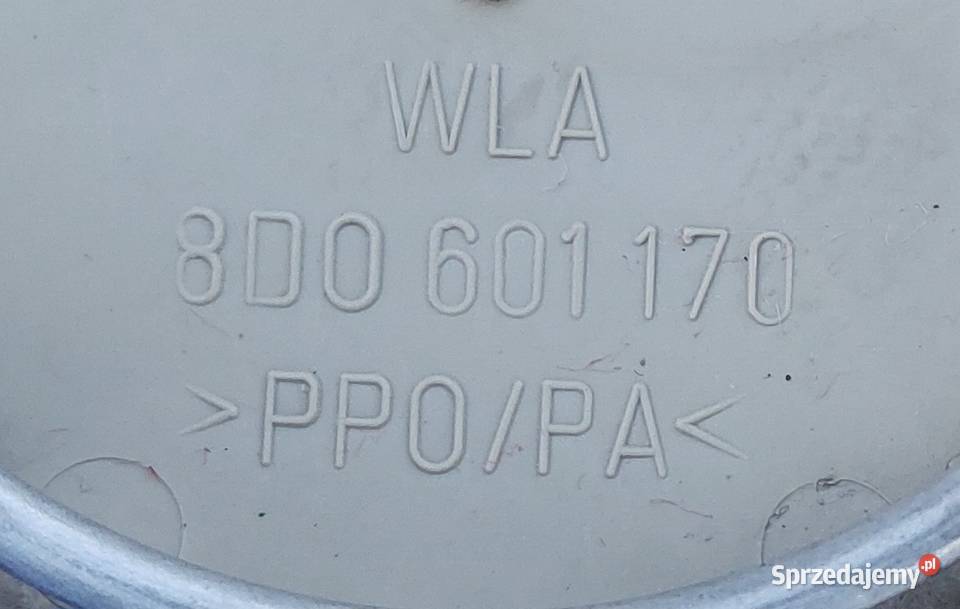 WLA
8D0 601 170
>PPO/PA<
Sprzedajemy.pl